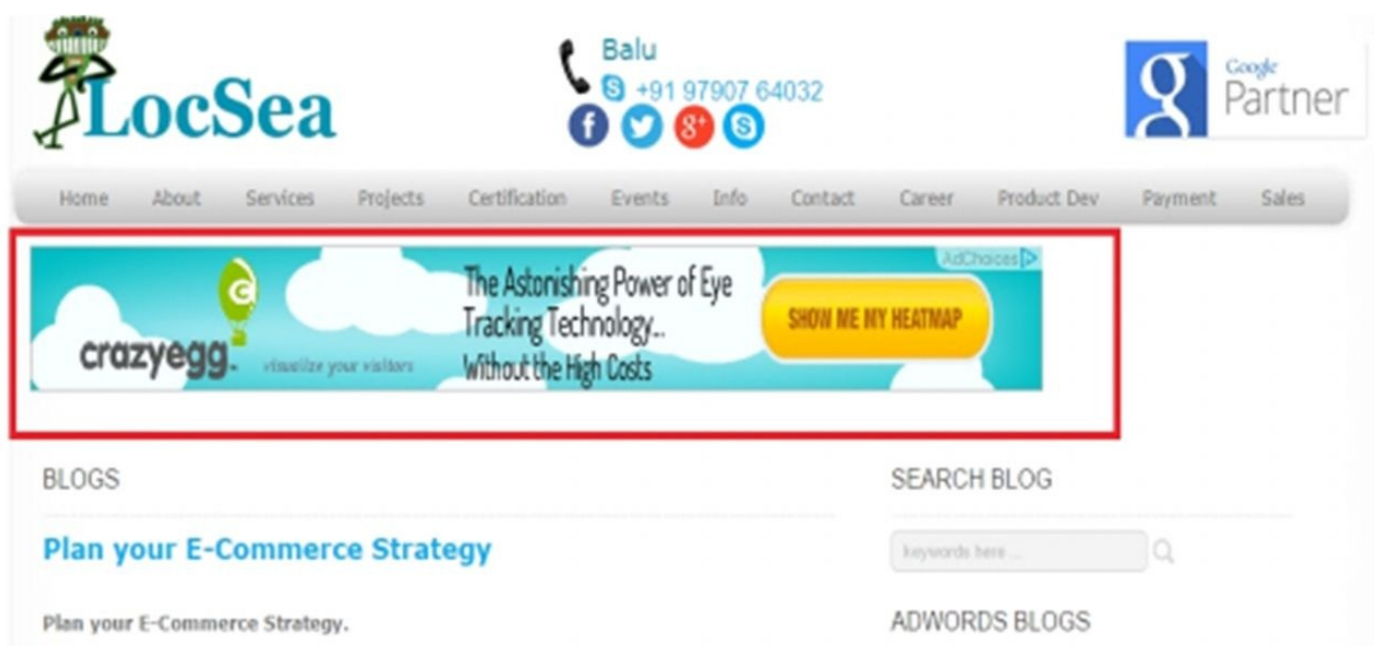 LocSea
Balu
+91 97907 64032
Google
Partner
Home About Services Projects Certification Events Info Contact Career Product Dev Payment Sales
AdChoices
crazyegg.
visualize your visitors
The Astonishing Power of Eye
Tracking Technology...
Without the High Costs
SHOW ME MY HEATMAP
BLOGS
SEARCH BLOG
Plan your E-Commerce Strategy
keywords here ...
Plan your E-Commerce Strategy.
ADWORDS BLOGS